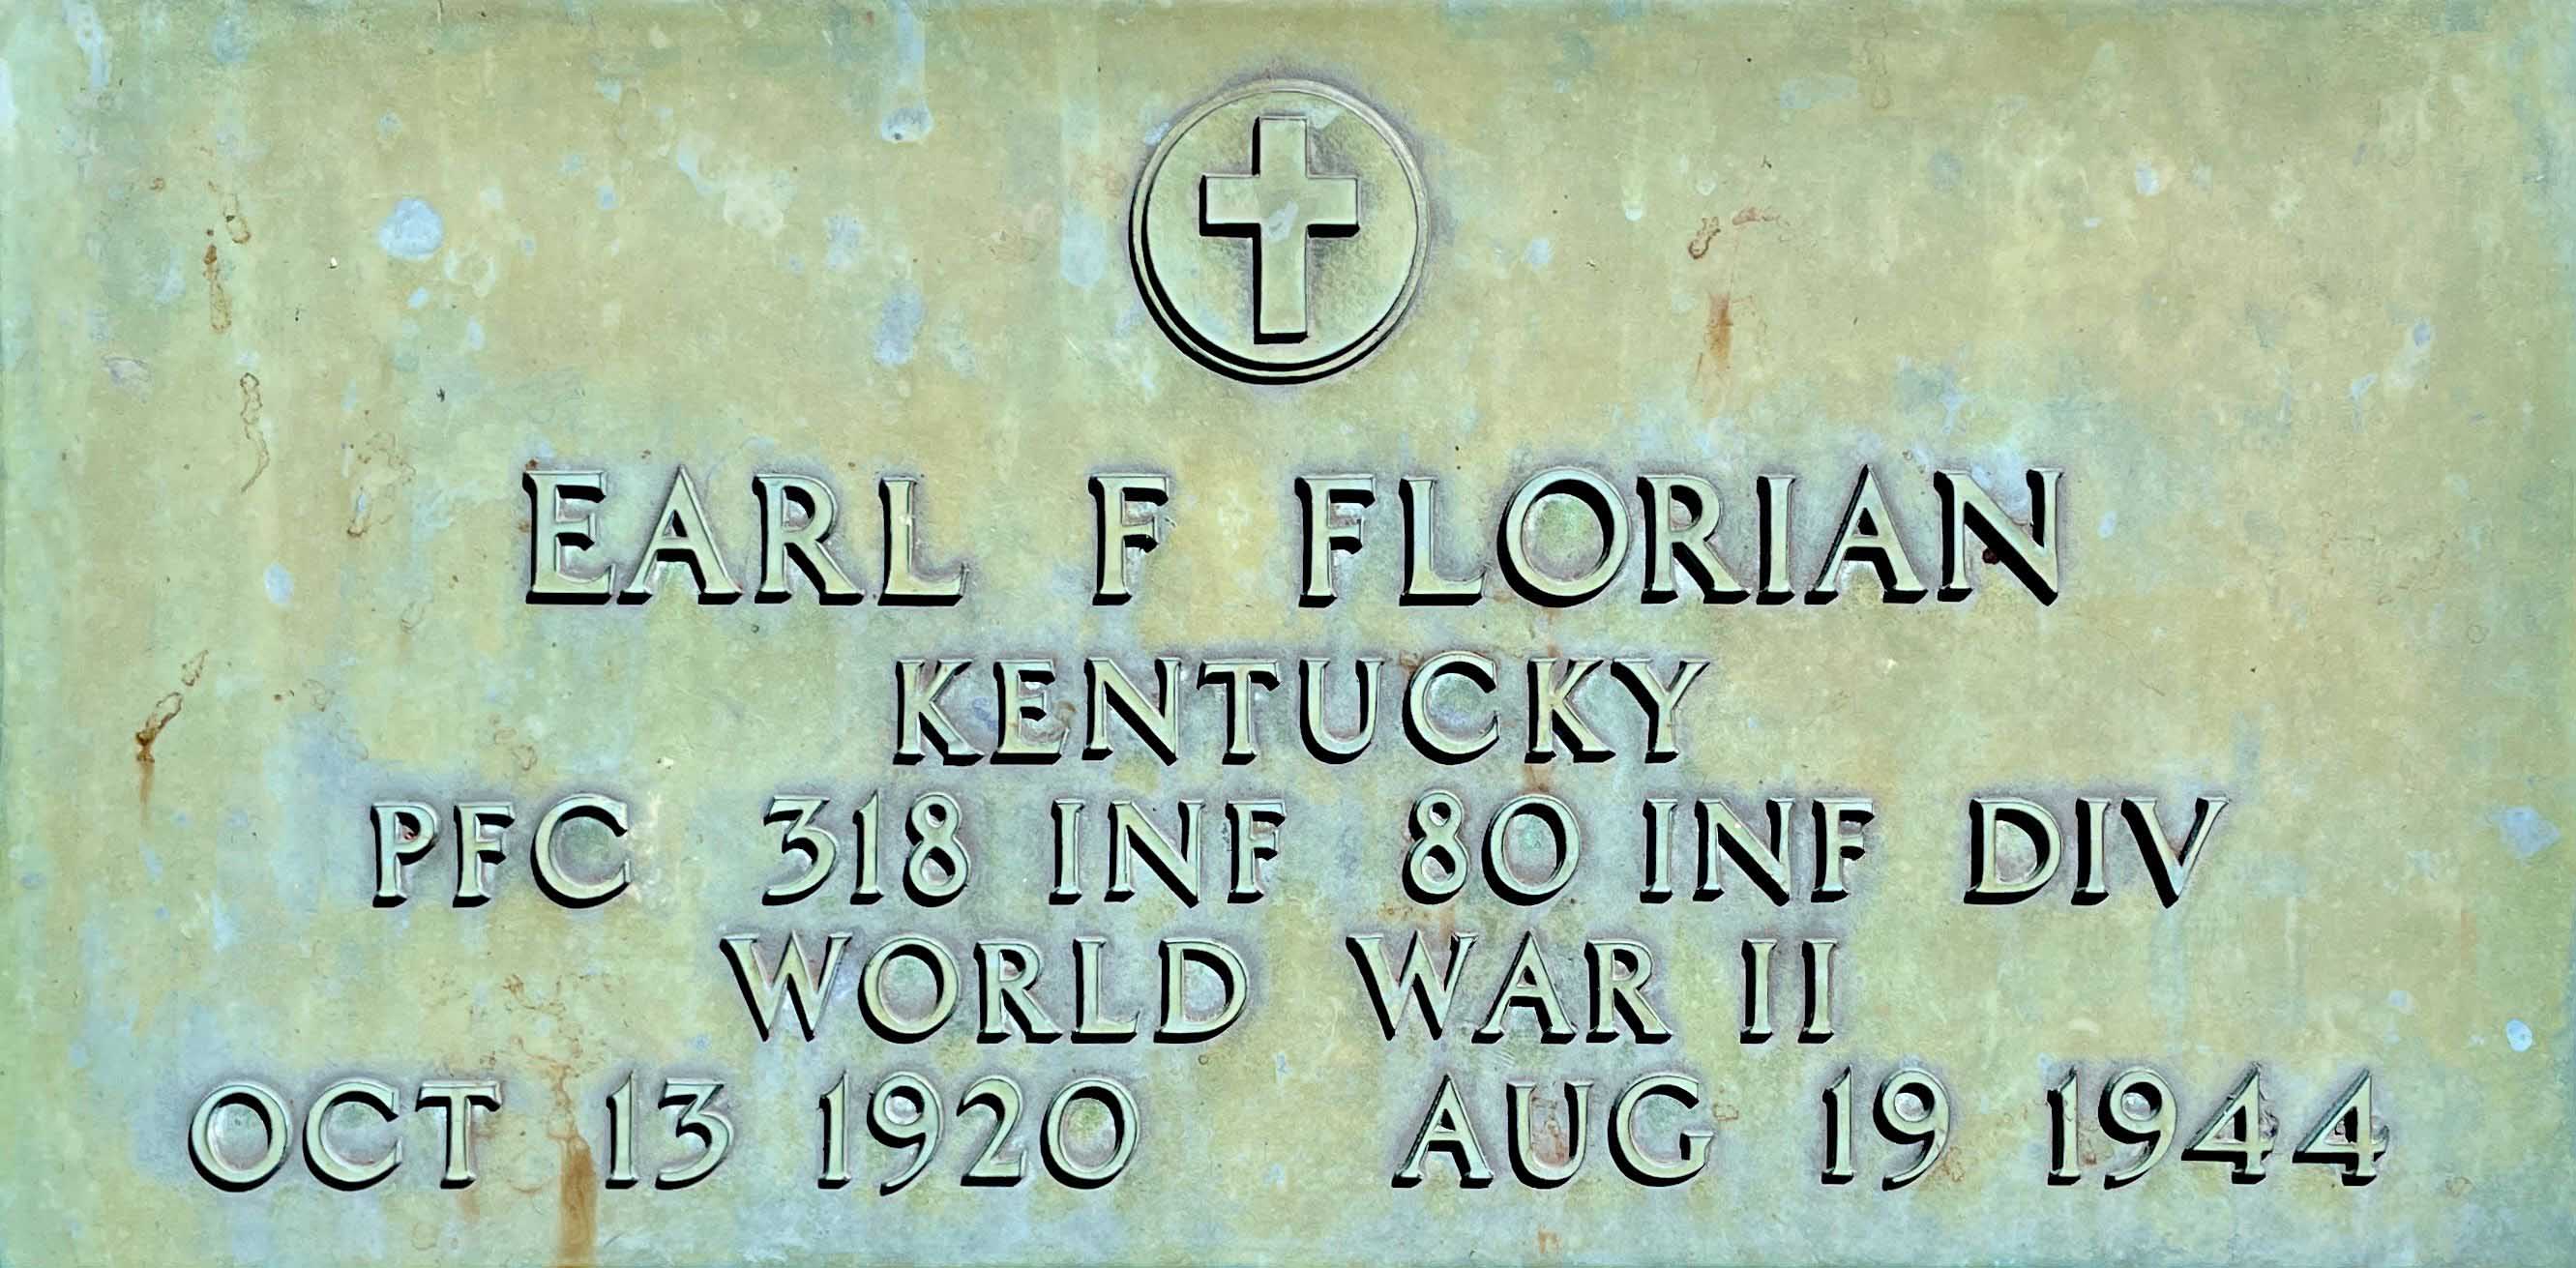 EARL F FLORIAN
KENTUCKY
PFC 318 INF 80 INF DIV
WORLD WAR II
OCT 13 1920 AUG 19 1944